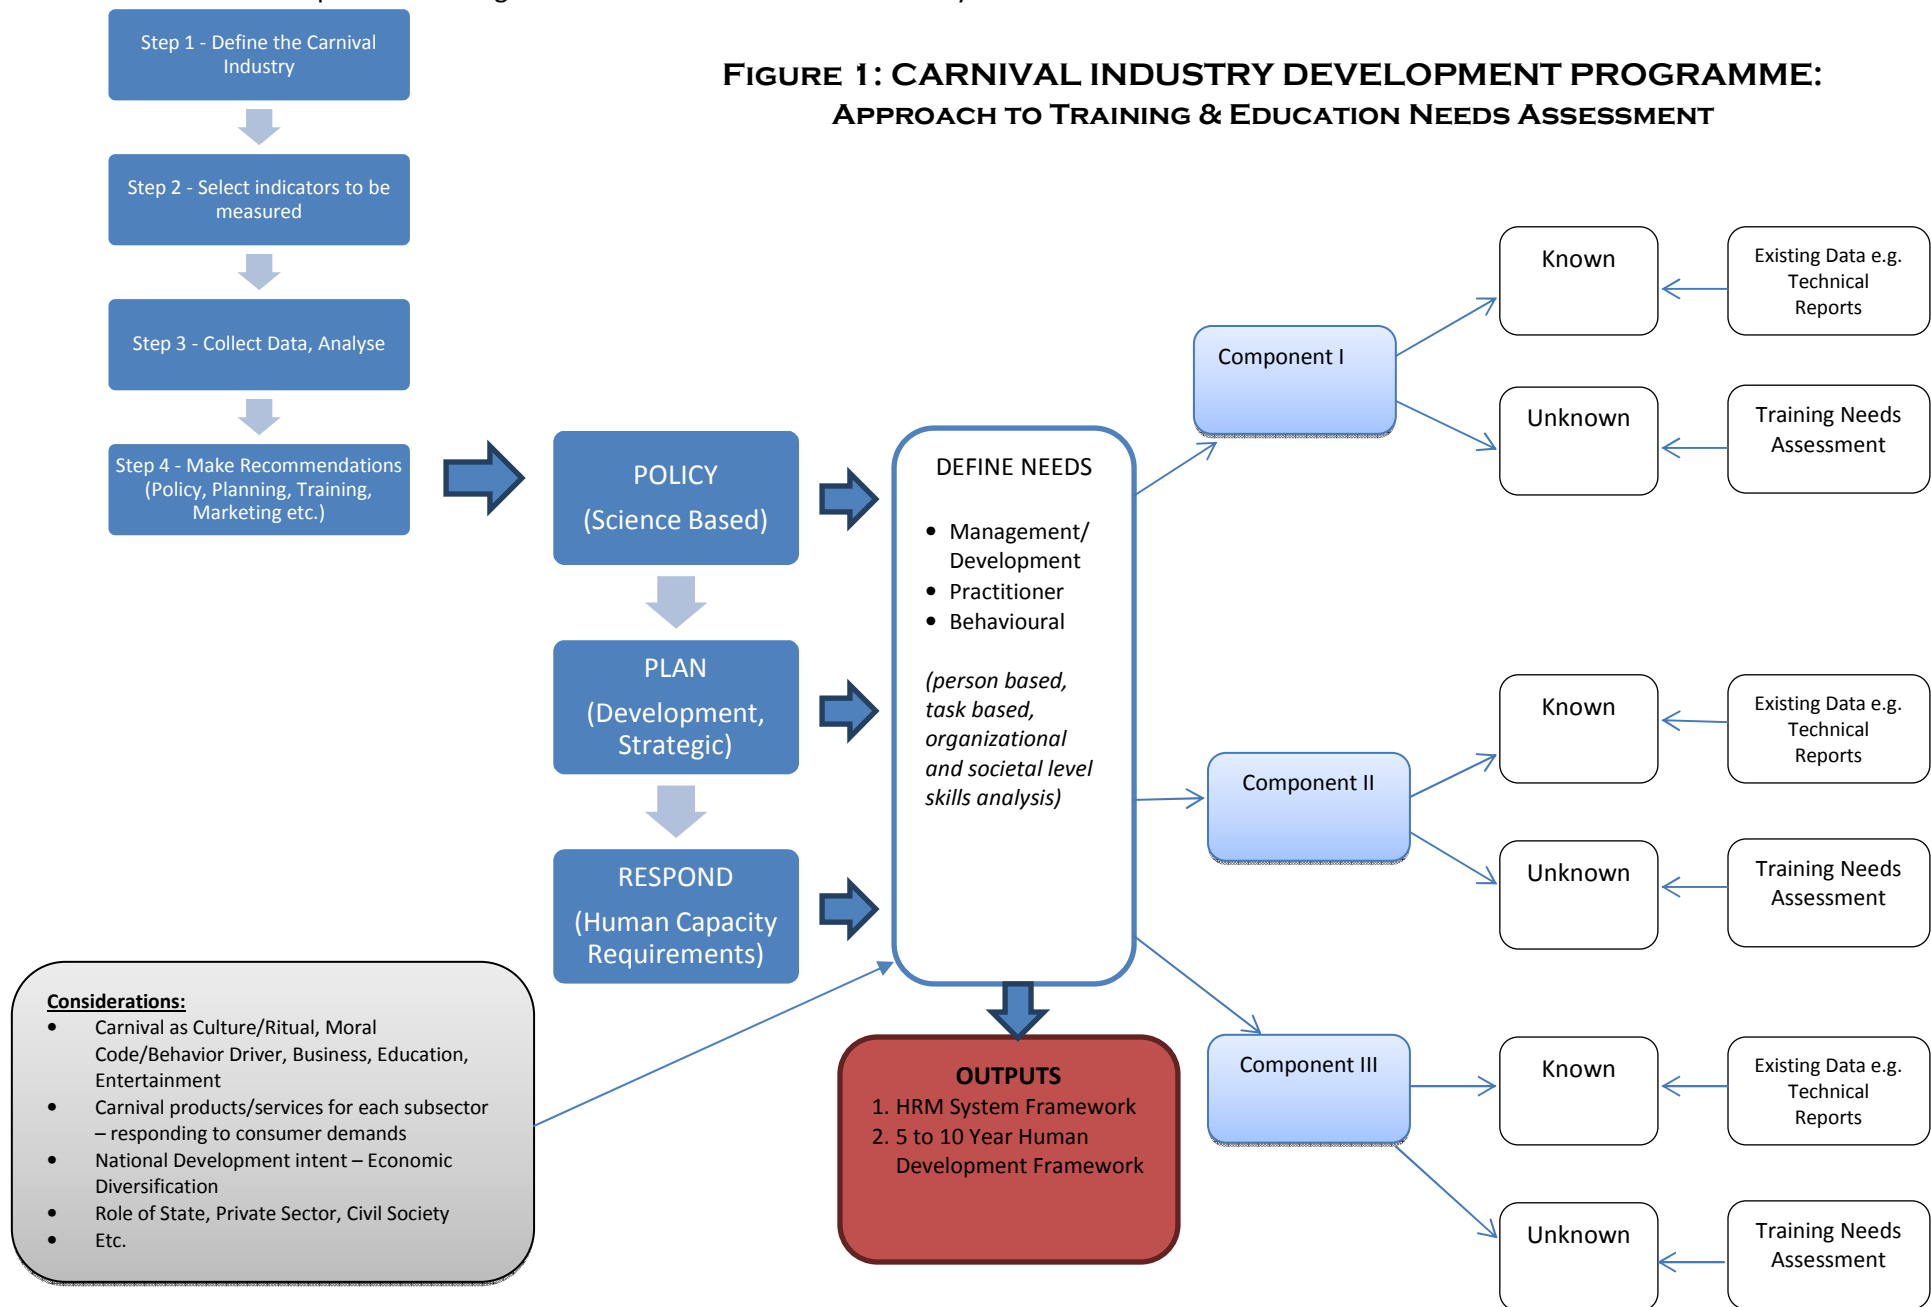 Step 1 - Define the Carnival
Industry
FIGURE 1: CARNIVAL INDUSTRY DEVELOPMENT PROGRAMME:
APPROACH TO TRAINING & EDUCATION NEEDS ASSESSMENT
Step 2 - Select indicators to be
measured
Step 3 - Collect Data, Analyse
Step 4 - Make Recommendations
(Policy, Planning, Training,
Marketing etc.)
POLICY
(Science Based)
PLAN
(Development,
Strategic)
RESPOND
(Human Capacity
Requirements)
DEFINE NEEDS
• Management/
Development
• Practitioner
• Behavioural
(person based,
task based,
organizational
and societal level
skills analysis)
Considerations:
• Carnival as Culture/Ritual, Moral
Code/Behavior Driver, Business, Education,
Entertainment
• Carnival products/services for each subsector
– responding to consumer demands
• National Development intent – Economic
Diversification
• Role of State, Private Sector, Civil Society
• Etc.
OUTPUTS
1. HRM System Framework
2. 5 to 10 Year Human
Development Framework
Component I
Known
Existing Data e.g.
Technical
Reports
Unknown
Training Needs
Assessment
Component II
Known
Existing Data e.g.
Technical
Reports
Unknown
Training Needs
Assessment
Component III
Known
Existing Data e.g.
Technical
Reports
Unknown
Training Needs
Assessment